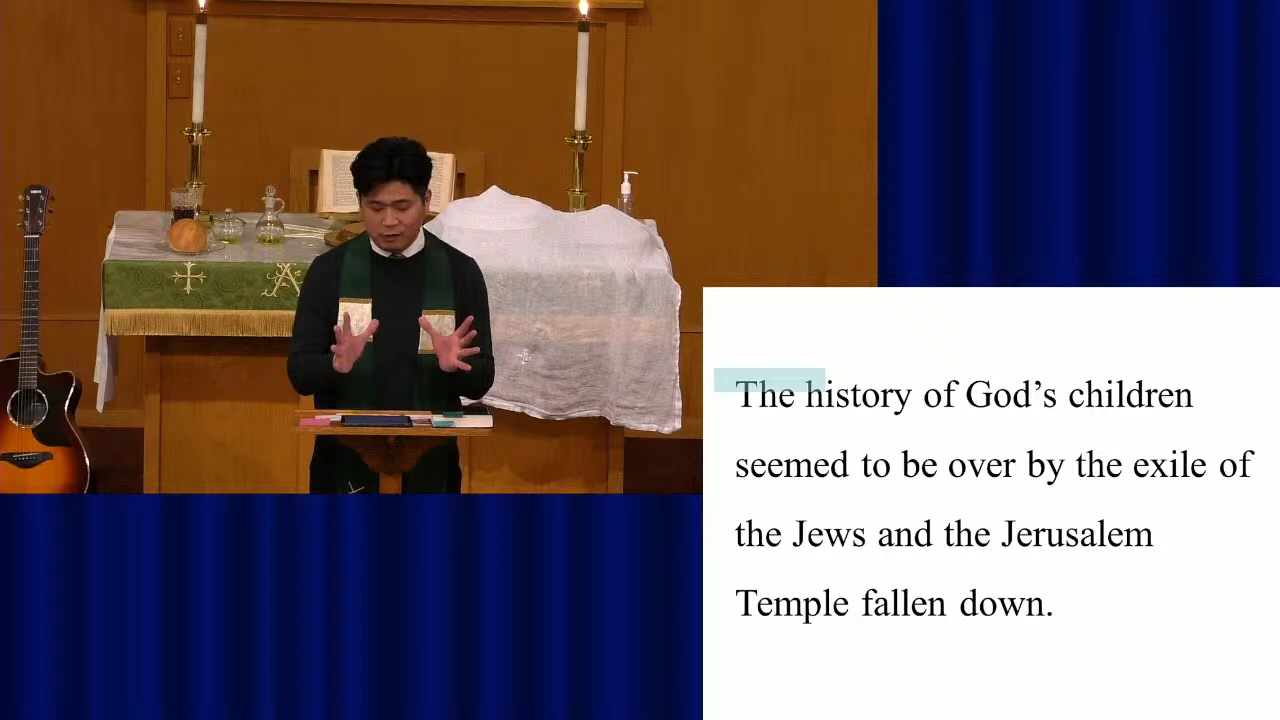 The history of God’s children
seemed to be over by the exile of
the Jews and the Jerusalem
Temple fallen down.